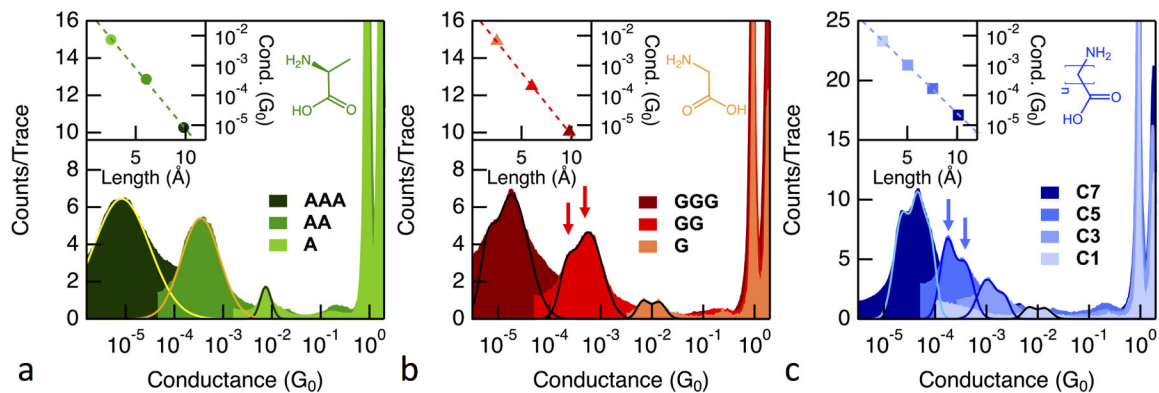 16
14
12
10
8
6
4
2
0
Counts/Trace
10⁻²
10⁻³
10⁻⁴
10⁻⁵
Cond. (G₀)
5
10
Length (Å)
H₂N
HO
O
AAA
AA
A
10⁻⁵ 10⁻⁴ 10⁻³ 10⁻² 10⁻¹ 10⁰
a
Conductance (G₀)
16
14
12
10
8
6
4
2
0
Counts/Trace
10⁻²
10⁻³
10⁻⁴
10⁻⁵
Cond. (G₀)
5
10
Length (Å)
H₂N
O
OH
GGG
GG
G
10⁻⁵ 10⁻⁴ 10⁻³ 10⁻² 10⁻¹ 10⁰
b
Conductance (G₀)
25
20
15
10
5
0
Counts/Trace
10⁻²
10⁻³
10⁻⁴
10⁻⁵
Cond. (G₀)
5
10
Length (Å)
NH₂
n
O
HO
C7
C5
C3
C1
10⁻⁵ 10⁻⁴ 10⁻³ 10⁻² 10⁻¹ 10⁰
c
Conductance (G₀)